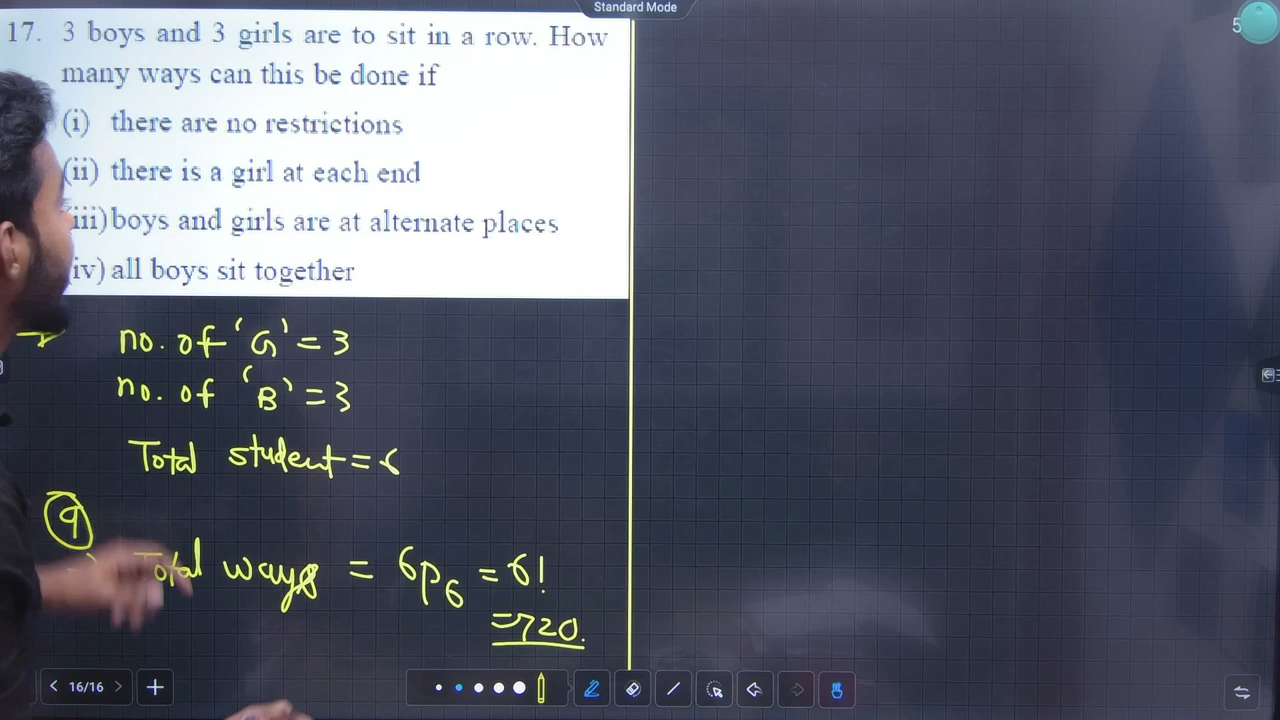 Standard Mode
5
17. 3 boys and 3 girls are to sit in a row. How
many ways can this be done if
(i) there are no restrictions
(ii) there is a girl at each end
iii) boys and girls are at alternate places
iv) all boys sit together
no. of 'G' = 3
no. of 'B' = 3
Total student = 6
Total ways = 6p6 = 6!
= 720.
16/16